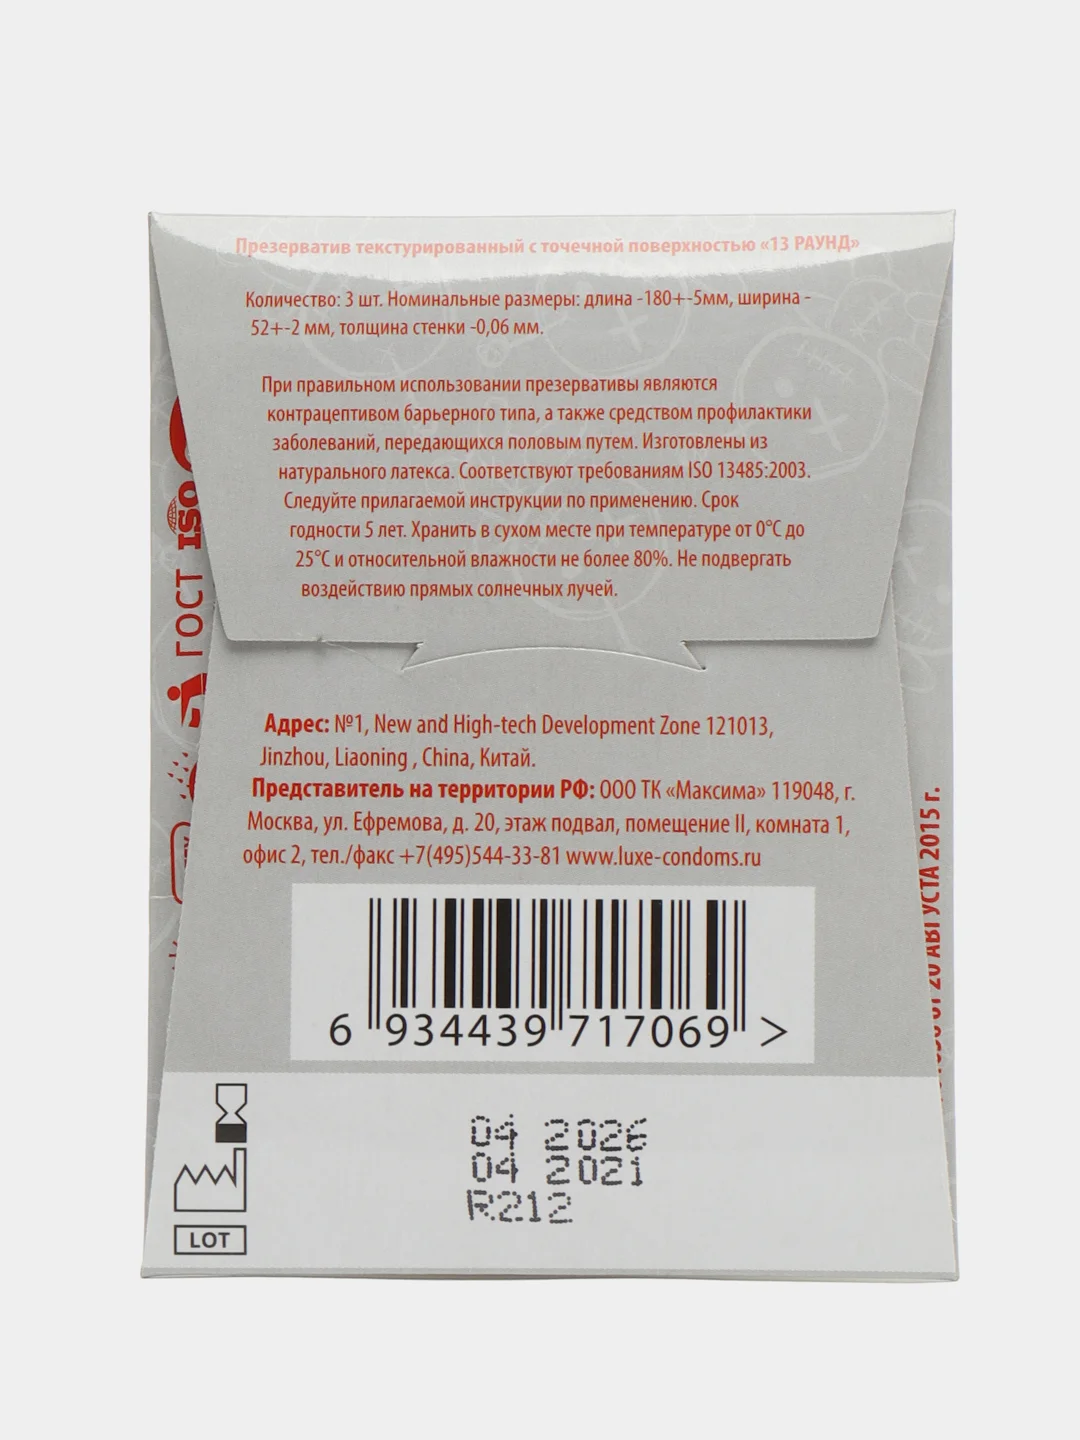 Презерватив текстурированный с точечной поверхностью «13 РАУНД»
Количество: 3 шт. Номинальные размеры: длина -180+-5мм, ширина -
52+-2 мм, толщина стенки -0,06 мм.
При правильном использовании презервативы являются
контрацептивом барьерного типа, а также средством профилактики
заболеваний, передающихся половым путем. Изготовлены из
натурального латекса. Соответствуют требованиям ISO 13485:2003.
Следуйте прилагаемой инструкции по применению. Срок
годности 5 лет. Хранить в сухом месте при температуре от 0°С до
25°С и относительной влажности не более 80%. Не подвергать
воздействию прямых солнечных лучей.
ГОСТ ISO
Адрес: №1, New and High-tech Development Zone 121013,
Jinzhou, Liaoning , China, Китай.
Представитель на территории РФ: ООО ТК «Максима» 119048, г.
Москва, ул. Ефремова, д. 20, этаж подвал, помещение II, комната 1,
офис 2, тел./факс +7(495)544-33-81 www.luxe-condoms.ru
от 20 АВГУСТА 2015 г.
6 934439 717069 >
04 2026
04 2021
R212
LOT